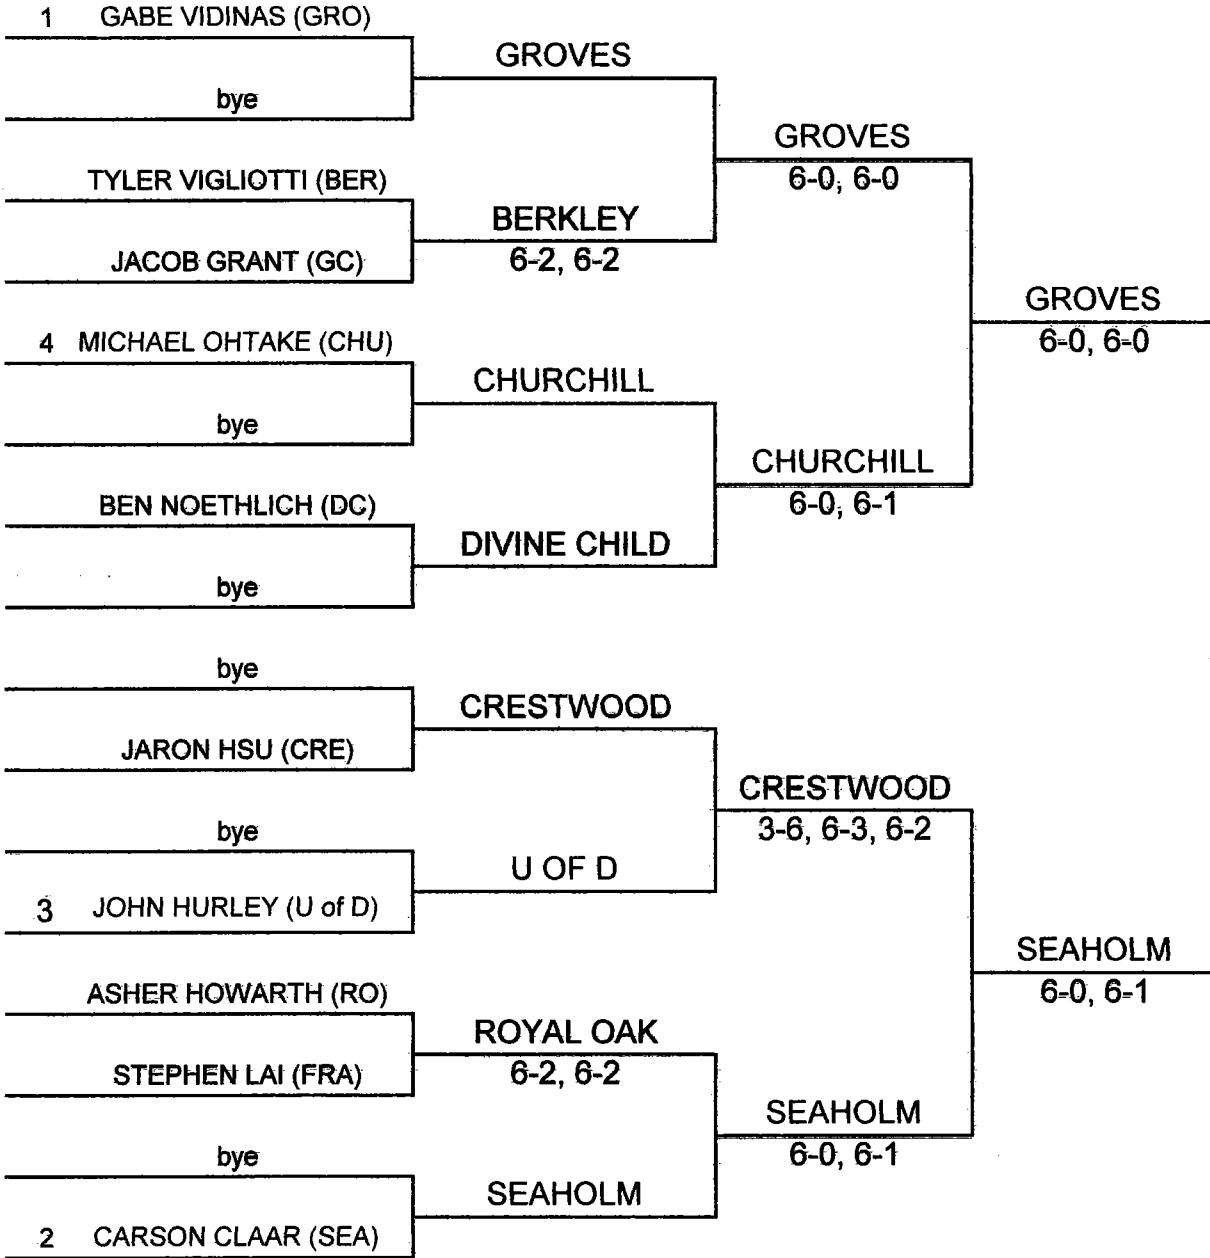 1 GABE VIDINAS (GRO)
bye
TYLER VIGLIOTTI (BER)
JACOB GRANT (GC)
4 MICHAEL OHTAKE (CHU)
bye
BEN NOETHLICH (DC)
bye
bye
JARON HSU (CRE)
bye
3 JOHN HURLEY (U of D)
ASHER HOWARTH (RO)
STEPHEN LAI (FRA)
bye
2 CARSON CLAAR (SEA)
GROVES
BERKLEY
6-2, 6-2
CHURCHILL
DIVINE CHILD
CRESTWOOD
U OF D
ROYAL OAK
6-2, 6-2
SEAHOLM
GROVES
6-0, 6-0
CHURCHILL
6-0, 6-1
CRESTWOOD
3-6, 6-3, 6-2
SEAHOLM
6-0, 6-1
GROVES
6-0, 6-0
SEAHOLM
6-0, 6-1